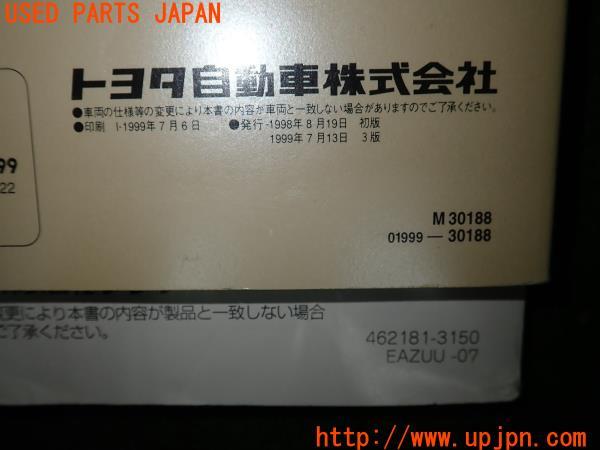 USED PARTS JAPAN
トヨタ自動車株式会社
●車両の仕様等の変更により本書の内容が車両と一致しない場合がありますのでご了承ください。
●印刷 I-1999年7月6日 ●発行-1998年8月19日 初版
1999年7月13日 3版
99
22
M 30188
01999 — 30188
変更により本書の内容が製品と一致しない場合
ご了承ください。
462181-3150
EAZUU -07
http://www.upjpn.com/